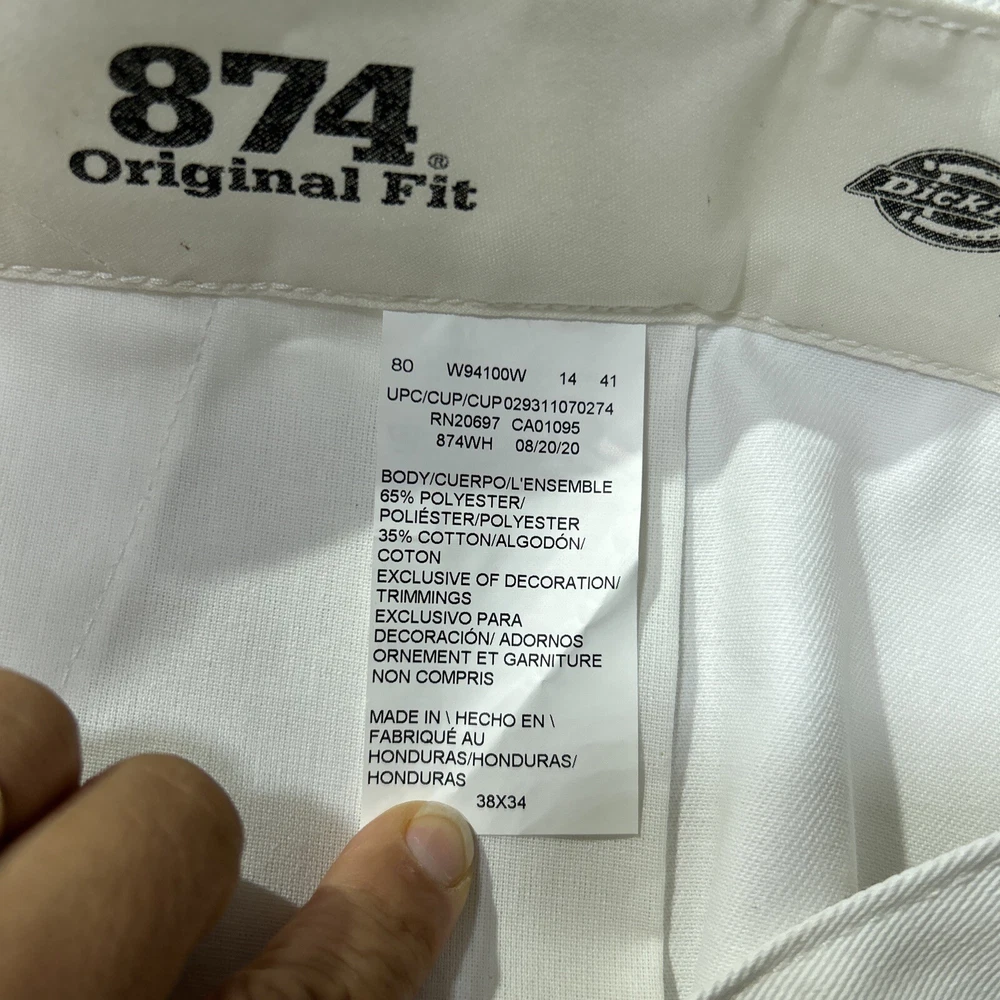 874
Original Fit®
80 W94100W 14 41
UPC/CUP/CUP029311070274
RN20697 CA01095
874WH 08/20/20
BODY/CUERPO/L'ENSEMBLE
65% POLYESTER/
POLIÉSTER/POLYESTER
35% COTTON/ALGODÓN/
COTON
EXCLUSIVE OF DECORATION/
TRIMMINGS
EXCLUSIVO PARA
DECORACIÓN/ ADORNOS
ORNEMENT ET GARNITURE
NON COMPRIS
MADE IN \ HECHO EN \
FABRIQUÉ AU
HONDURAS/HONDURAS/
HONDURAS
38X34